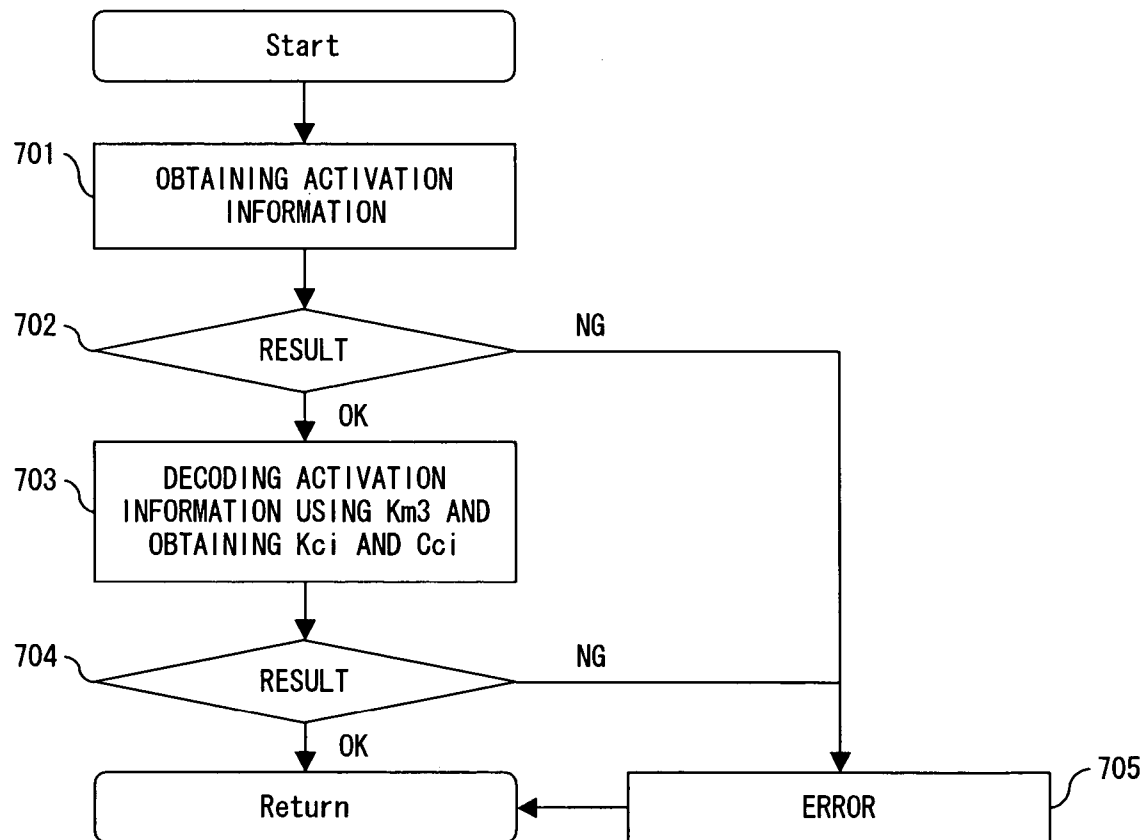 Start
701
OBTAINING ACTIVATION
INFORMATION
702
RESULT
NG
OK
703
DECODING ACTIVATION
INFORMATION USING Km3 AND
OBTAINING Kci AND Cci
704
RESULT
NG
OK
Return
ERROR
705